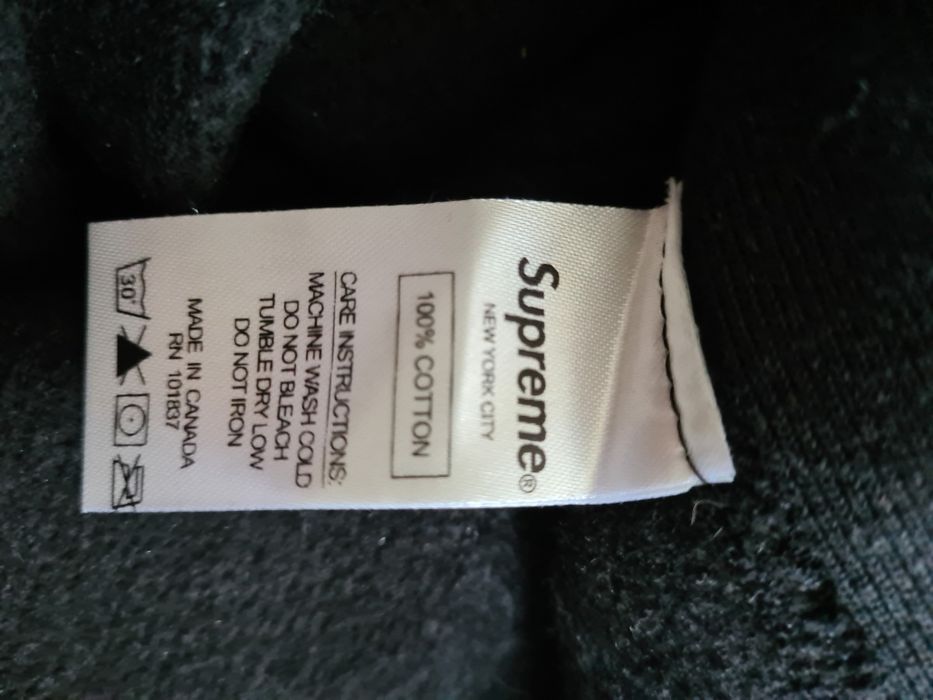 Supreme®
NEW YORK CITY
100% COTTON
CARE INSTRUCTIONS:
MACHINE WASH COLD
DO NOT BLEACH
TUMBLE DRY LOW
DO NOT IRON
MADE IN CANADA
RN 101837
30°